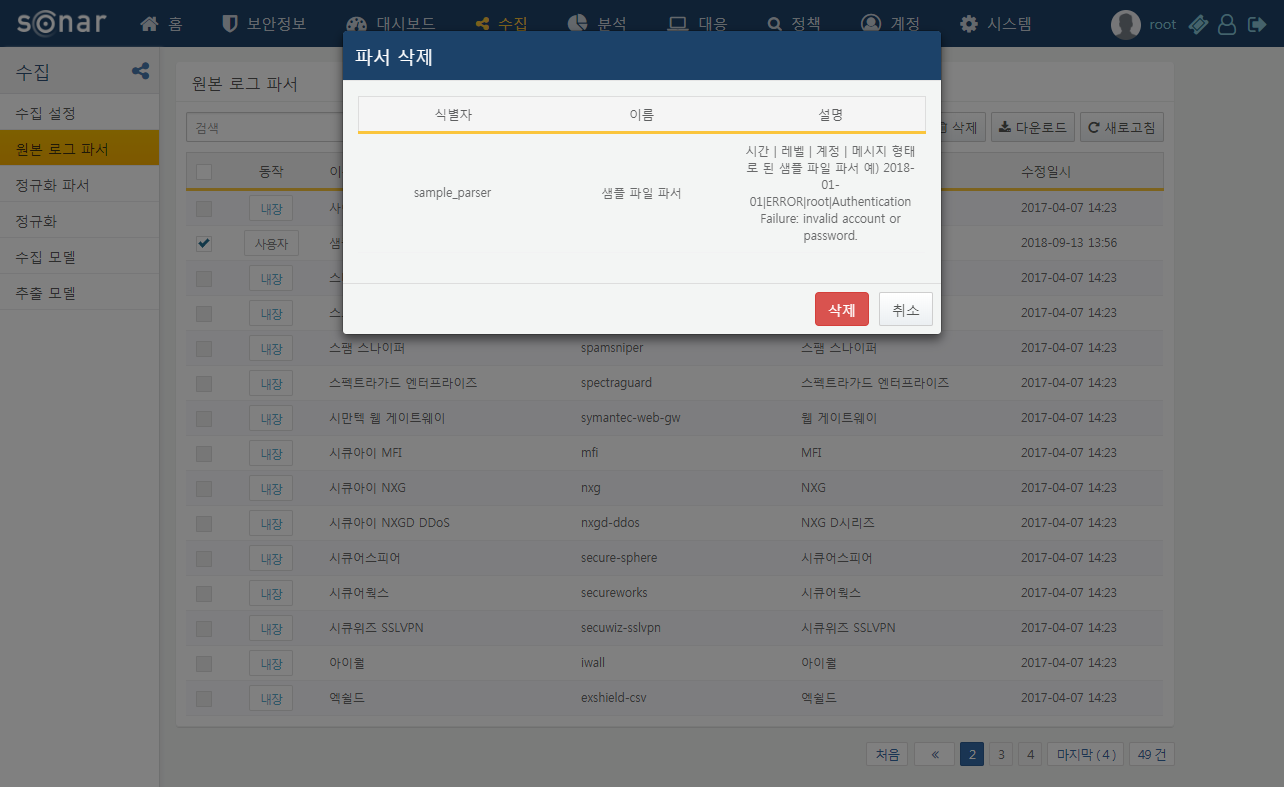 sonar
홈
보안정보
대시보드
수집
분석
대응
정책
계정
시스템
root
수집
수집 설정
원본 로그 파서
정규화 파서
정규화
수집 모델
추출 모델
원본 로그 파서
검색
삭제
다운로드
새로고침
파서 삭제
식별자 이름 설명
sample_parser 샘플 파일 파서
시간 | 레벨 | 계정 | 메시지 형태
로 된 샘플 파일 파서 예) 2018-
01-
01|ERROR|root|Authentication
Failure: invalid account or
password.
삭제 취소
동작 수정일시
내장 2017-04-07 14:23
사용자 2018-09-13 13:56
내장 2017-04-07 14:23
내장 2017-04-07 14:23
내장 스팸 스나이퍼 spamsniper 스팸 스나이퍼 2017-04-07 14:23
내장 스펙트라가드 엔터프라이즈 spectraguard 스펙트라가드 엔터프라이즈 2017-04-07 14:23
내장 시만텍 웹 게이트웨이 symantec-web-gw 웹 게이트웨이 2017-04-07 14:23
내장 시큐아이 MFI mfi MFI 2017-04-07 14:23
내장 시큐아이 NXG nxg NXG 2017-04-07 14:23
내장 시큐아이 NXGD DDoS nxgd-ddos NXG D시리즈 2017-04-07 14:23
내장 시큐어스피어 secure-sphere 시큐어스피어 2017-04-07 14:23
내장 시큐어웍스 secureworks 시큐어웍스 2017-04-07 14:23
내장 시큐위즈 SSLVPN secuwiz-sslvpn 시큐위즈 SSLVPN 2017-04-07 14:23
내장 아이월 iwall 아이월 2017-04-07 14:23
내장 엑쉴드 exshield-csv 엑쉴드 2017-04-07 14:23
처음 « 2 3 4 마지막 ( 4 ) 49 건